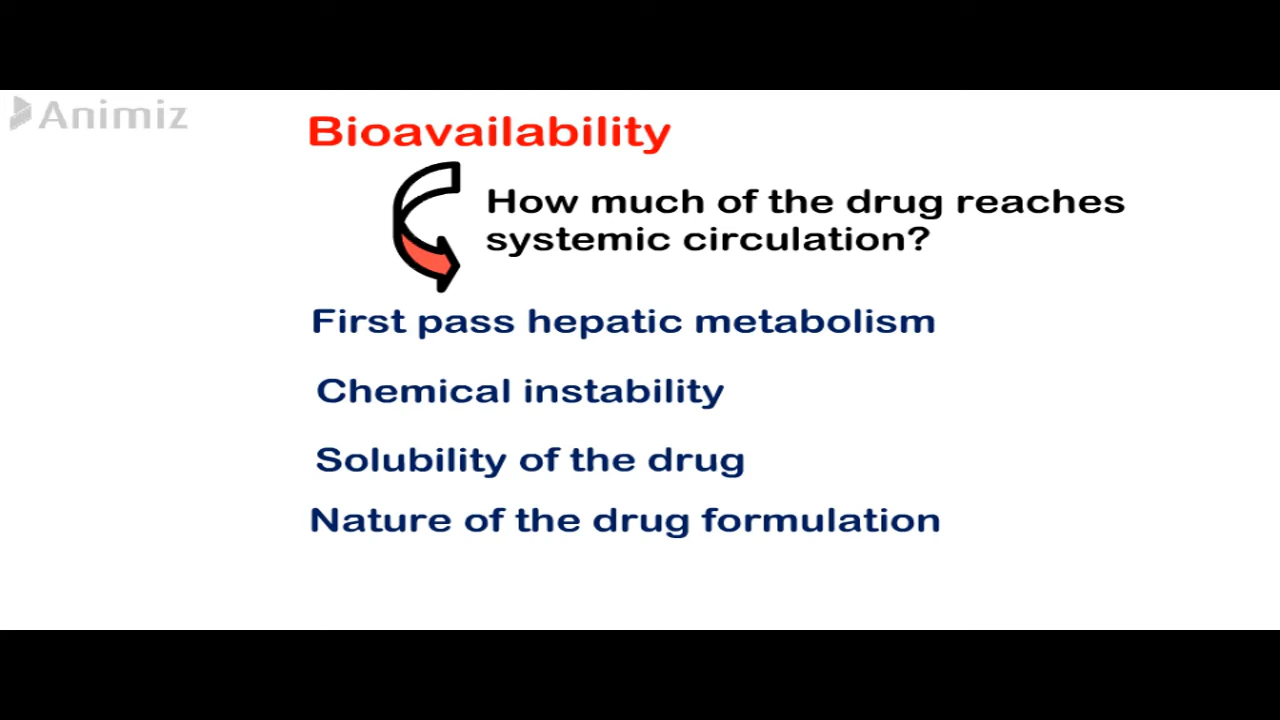 Animiz
Bioavailability
How much of the drug reaches
systemic circulation?
First pass hepatic metabolism
Chemical instability
Solubility of the drug
Nature of the drug formulation